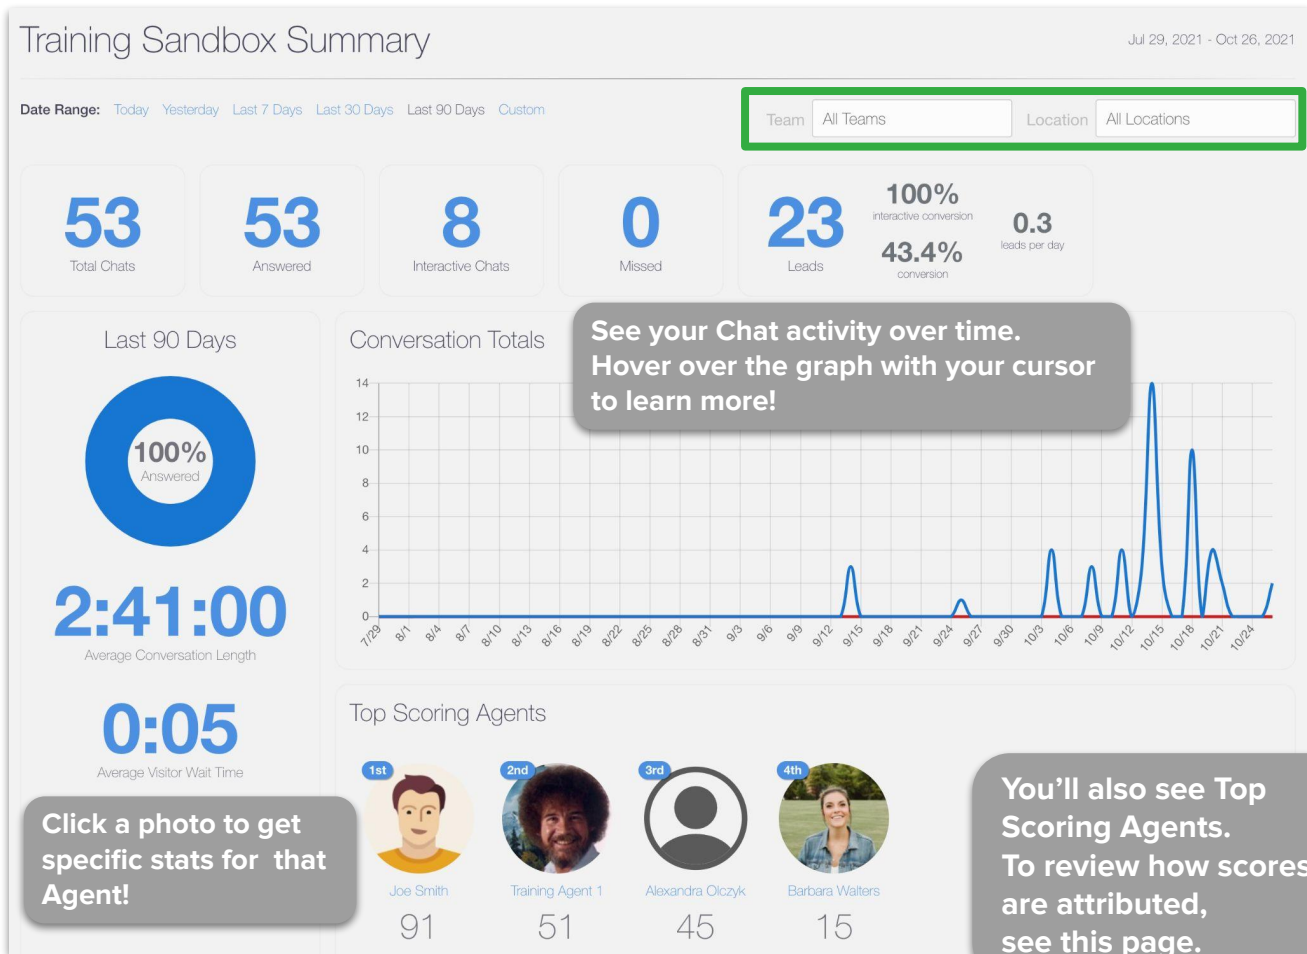 Training Sandbox Summary
Jul 29, 2021 - Oct 26, 2021
Date Range: Today Yesterday Last 7 Days Last 30 Days Last 90 Days Custom
Team All Teams Location All Locations
53
Total Chats
53
Answered
8
Interactive Chats
0
Missed
23
Leads
100%
interactive conversion
43.4%
conversion
0.3
leads per day
Last 90 Days
100%
Answered
2:41:00
Average Conversation Length
0:05
Average Visitor Wait Time
Click a photo to get
specific stats for that
Agent!
Conversation Totals
See your Chat activity over time.
Hover over the graph with your cursor
to learn more!
14
12
10
8
6
4
2
0
7/29 8/1 8/4 8/7 8/10 8/13 8/16 8/19 8/22 8/25 8/28 8/31 9/3 9/6 9/9 9/12 9/15 9/18 9/21 9/24 9/27 9/30 10/3 10/6 10/9 10/12 10/15 10/18 10/21 10/24
Top Scoring Agents
1st 2nd 3rd 4th
Joe Smith Training Agent 1 Alexandra Olczyk Barbara Walters
91 51 45 15
You'll also see Top
Scoring Agents.
To review how scores
are attributed,
see this page.